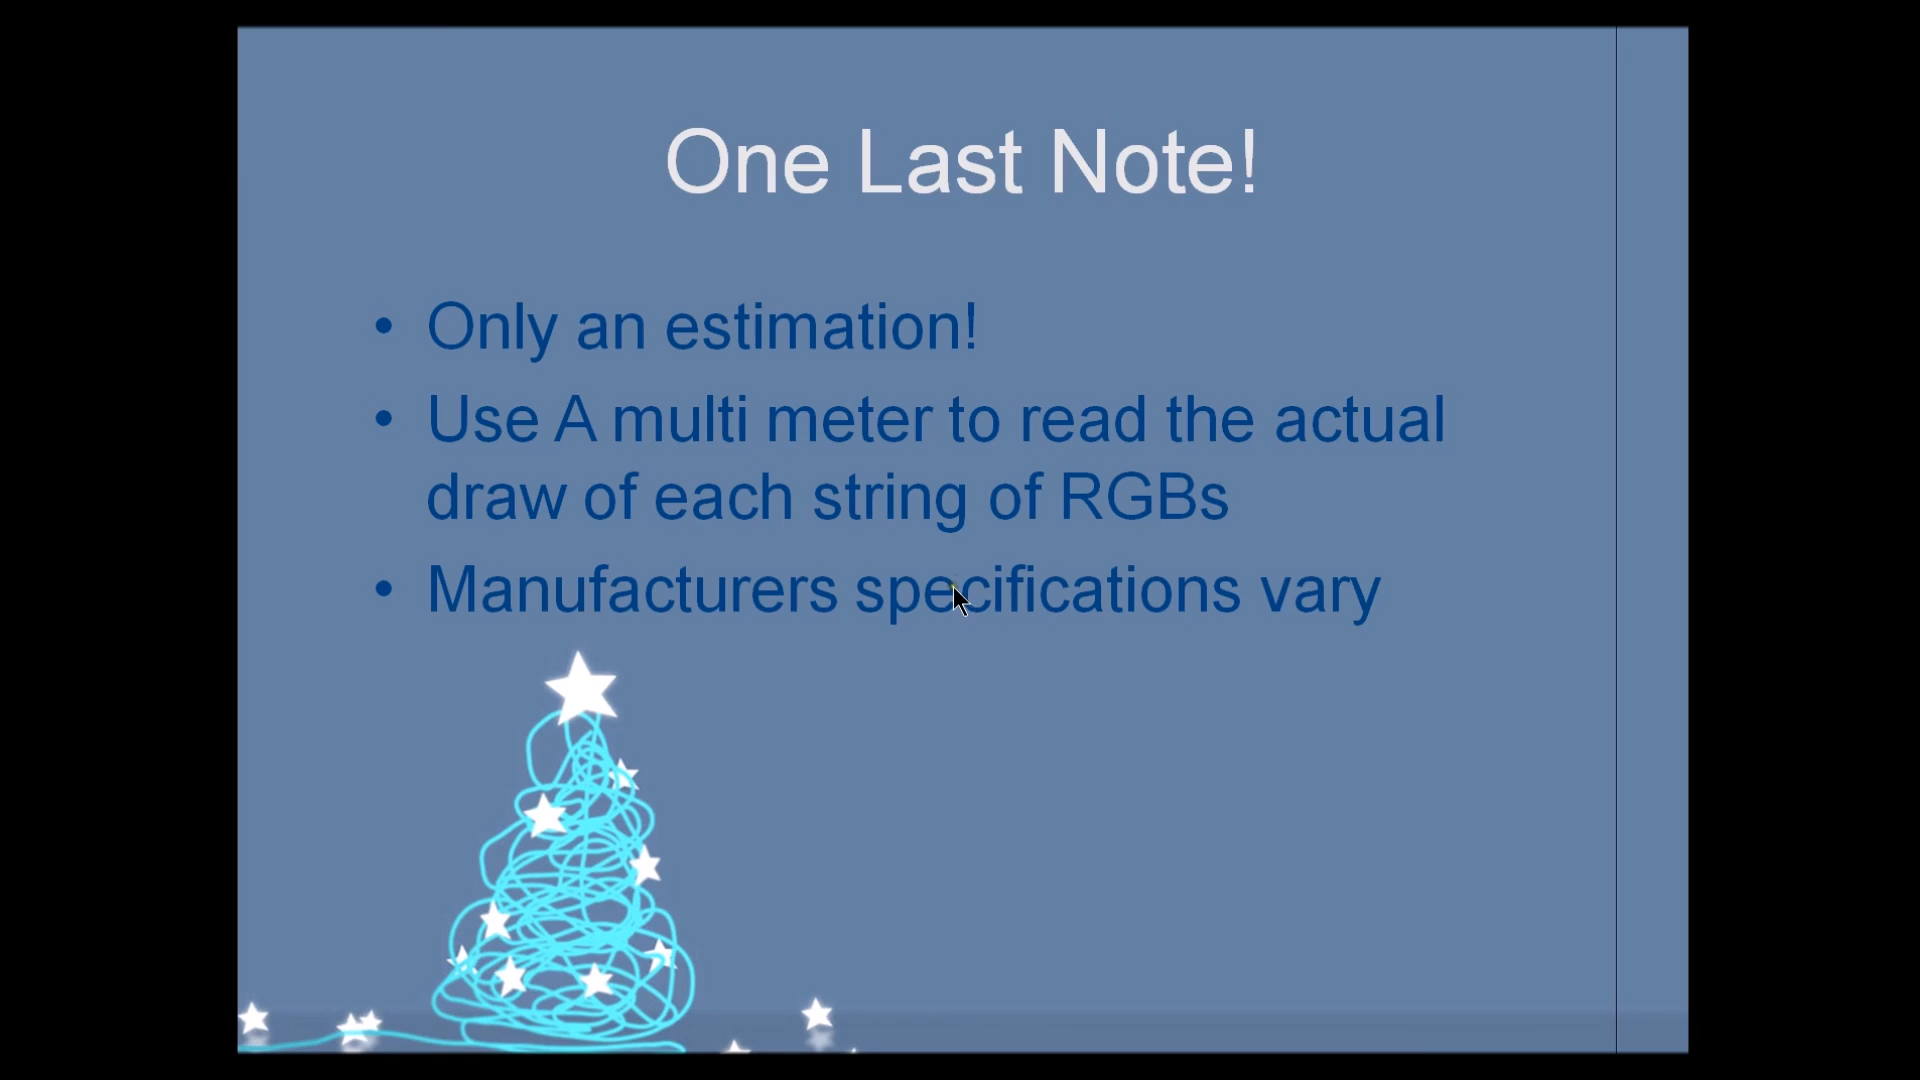 One Last Note!
• Only an estimation!
• Use A multi meter to read the actual
draw of each string of RGBs
• Manufacturers specifications vary